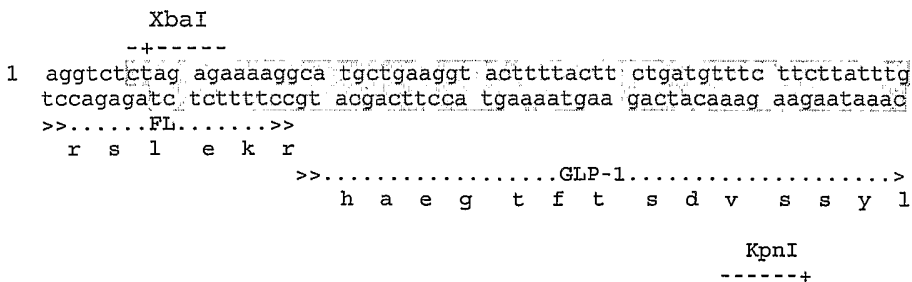 XbaI
-+-----
1 aggtctctag agaaaaggca tgctgaaggt acttttactt ctgatgtttc ttcttatttg
tccagagatc tcttttccgt acgacttcca tgaaaatgaa gactacaaag aagaataaac
>>......FL.......>>
r s l e k r
>>.................GLP-1....................>
h a e g t f t s d v s s y l
KpnI
------+